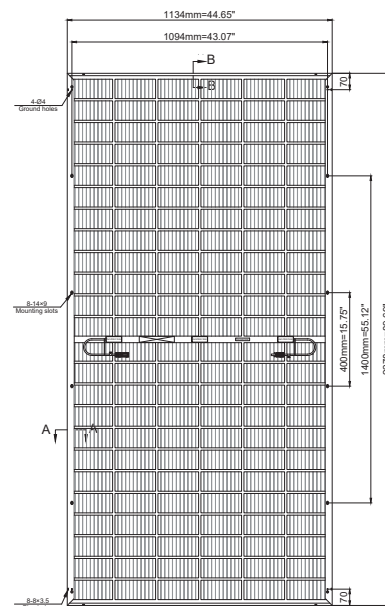 1134mm=44.65"
1094mm=43.07"
B
B
70
4-Ø4
Ground holes
8-14×9
Mounting slots
400mm=15.75"
1400mm=55.12"
A
A
8-8×3.5
70